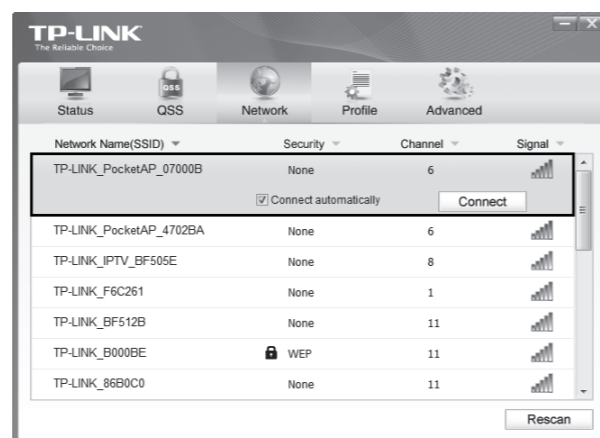 TP-LINK
The Reliable Choice
Status QSS Network Profile Advanced
Network Name(SSID) Security Channel Signal
TP-LINK_PocketAP_07000B None 6
Connect automatically Connect
TP-LINK_PocketAP_4702BA None 6
TP-LINK_IPTV_BF505E None 8
TP-LINK_F6C261 None 1
TP-LINK_BF512B None 11
TP-LINK_B000BE WEP 11
TP-LINK_86B0C0 None 11
Rescan